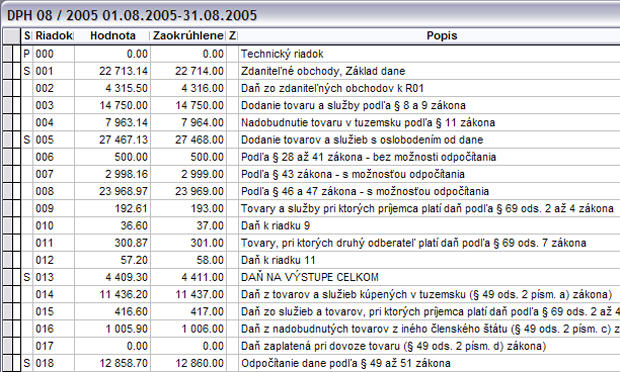 DPH 08 / 2005 01.08.2005-31.08.2005
S Riadok Hodnota Zaokrúhlene Z Popis
P 000 0.00 0.00 Technický riadok
S 001 22 713.14 22 714.00 Zdaniteľné obchody, Základ dane
002 4 315.50 4 316.00 Daň zo zdaniteľných obchodov k R01
003 14 750.00 14 750.00 Dodanie tovaru a služby podľa § 8 a 9 zákona
004 7 963.14 7 964.00 Nadobudnutie tovaru v tuzemsku podľa § 11 zákona
S 005 27 467.13 27 468.00 Dodanie tovarov a služieb s oslobodením od dane
006 500.00 500.00 Podľa § 28 až 41 zákona - bez možnosti odpočítania
007 2 998.16 2 999.00 Podľa § 43 zákona - s možnosťou odpočítania
008 23 968.97 23 969.00 Podľa § 46 a 47 zákona - s možnosťou odpočítania
009 192.61 193.00 Tovary a služby pri ktorých príjemca platí daň podľa § 69 ods. 2 až 4 zákona
010 36.60 37.00 Daň k riadku 9
011 300.87 301.00 Tovary, pri ktorých druhý odberateľ platí daň podľa § 69 ods. 7 zákona
012 57.20 58.00 Daň k riadku 11
S 013 4 409.30 4 411.00 DAŇ NA VÝSTUPE CELKOM
014 11 436.20 11 437.00 Daň z tovarov a služieb kúpených v tuzemsku (§ 49 ods. 2 písm. a) zákona)
015 416.60 417.00 Daň zo služieb a tovarov, pri ktorých príjemca platí daň podľa § 69 ods. 2 až 4
016 1 005.90 1 006.00 Daň z nadobudnutých tovarov z iného členského štátu (§ 49 ods. 2 písm. c) z
017 0.00 0.00 Daň zaplatená pri dovoze tovaru (§ 49 ods. 2 písm. d) zákona)
S 018 12 858.70 12 860.00 Odpočítanie dane podľa § 49 až 51 zákona